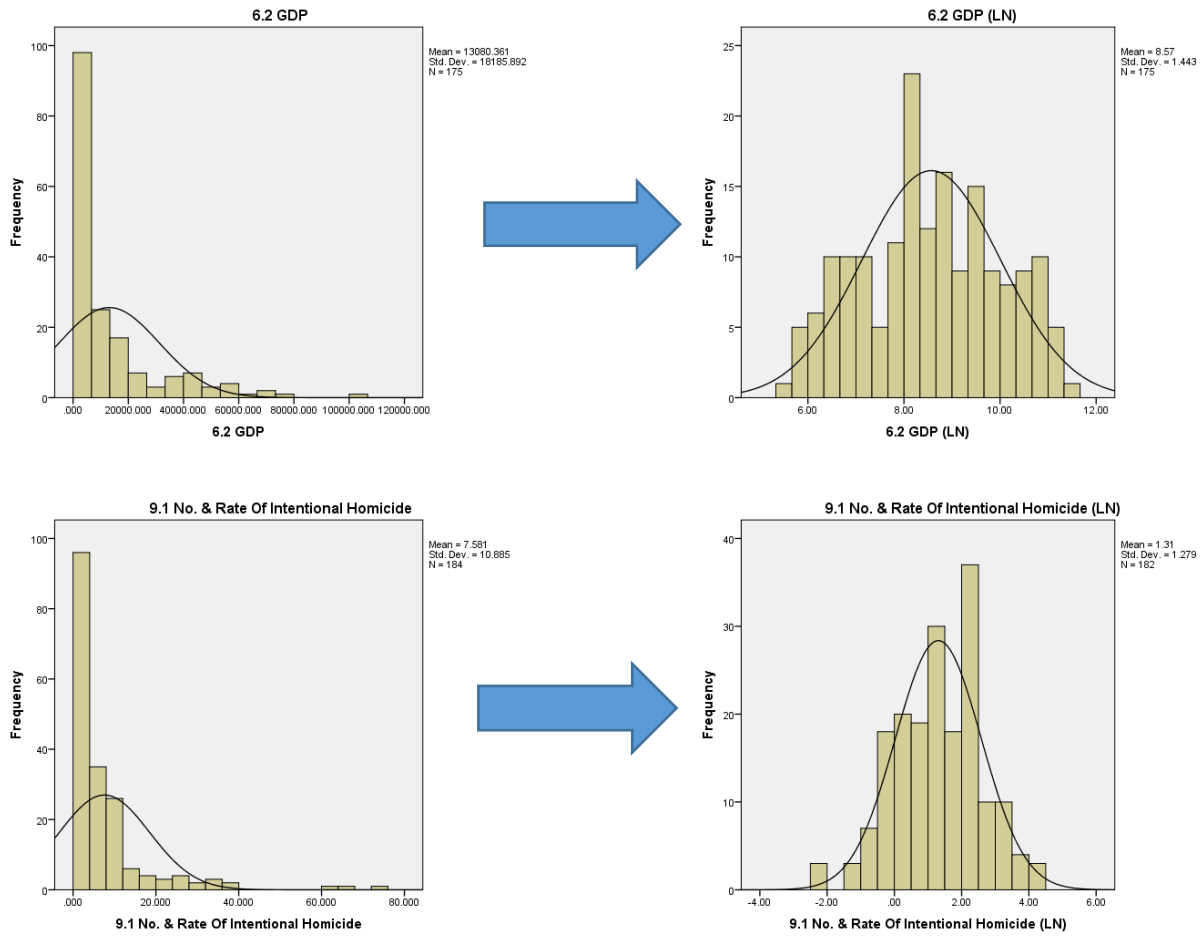 6.2 GDP
Mean = 13080.361
Std. Dev. = 18185.892
N = 175
Frequency
100
80
60
40
20
0
.000 20000.000 40000.000 60000.000 80000.000 100000.000 120000.000
6.2 GDP
6.2 GDP (LN)
Mean = 8.57
Std. Dev. = 1.443
N = 175
Frequency
25
20
15
10
5
0
6.00 8.00 10.00 12.00
6.2 GDP (LN)
9.1 No. & Rate Of Intentional Homicide
Mean = 7.581
Std. Dev. = 10.885
N = 184
Frequency
100
80
60
40
20
0
.000 20.000 40.000 60.000 80.000
9.1 No. & Rate Of Intentional Homicide
9.1 No. & Rate Of Intentional Homicide (LN)
Mean = 1.31
Std. Dev. = 1.279
N = 182
Frequency
40
30
20
10
0
-4.00 -2.00 .00 2.00 4.00 6.00
9.1 No. & Rate Of Intentional Homicide (LN)